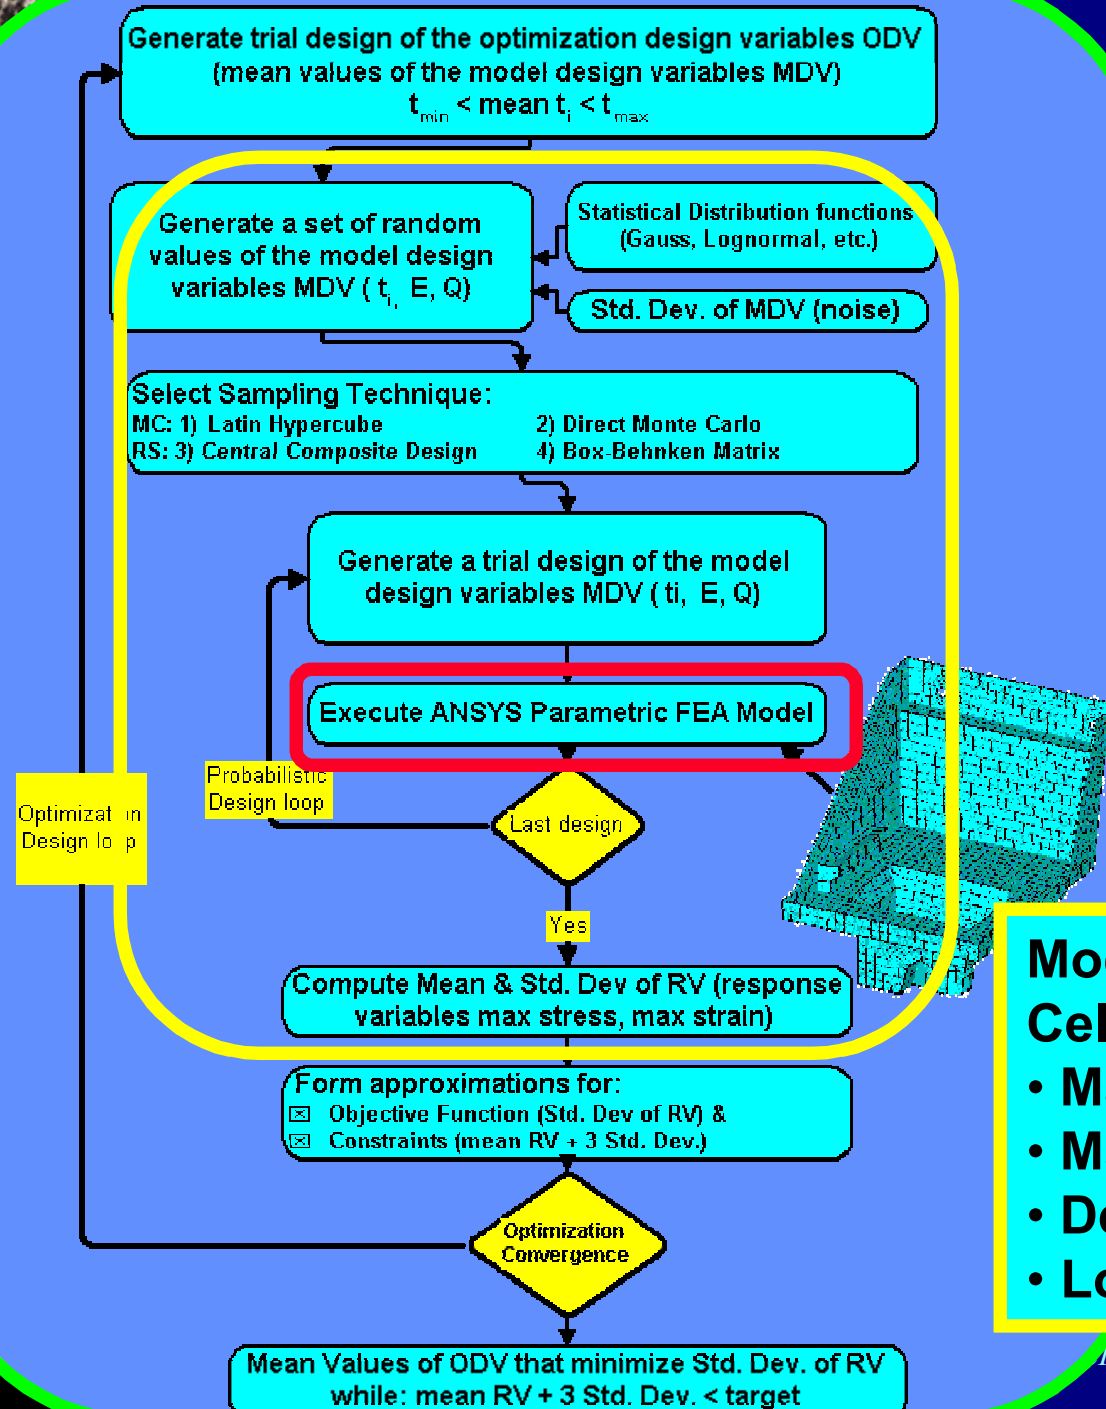 Generate trial design of the optimization design variables ODV
(mean values of the model design variables MDV)
t min < mean t i < t max
Generate a set of random
values of the model design
variables MDV ( t i, E, Q)
Statistical Distribution functions
(Gauss, Lognormal, etc.)
Std. Dev. of MDV (noise)
Select Sampling Technique:
MC: 1) Latin Hypercube 2) Direct Monte Carlo
RS: 3) Central Composite Design 4) Box-Behnken Matrix
Generate a trial design of the model
design variables MDV ( ti, E, Q)
Execute ANSYS Parametric FEA Model
Probabilistic
Design loop
Optimization
Design loop
Last design
Yes
Compute Mean & Std. Dev of RV (response
variables max stress, max strain)
Form approximations for:
Objective Function (Std. Dev of RV) &
Constraints (mean RV + 3 Std. Dev.)
Optimization
Convergence
Mean Values of ODV that minimize Std. Dev. of RV
while: mean RV + 3 Std. Dev. < target